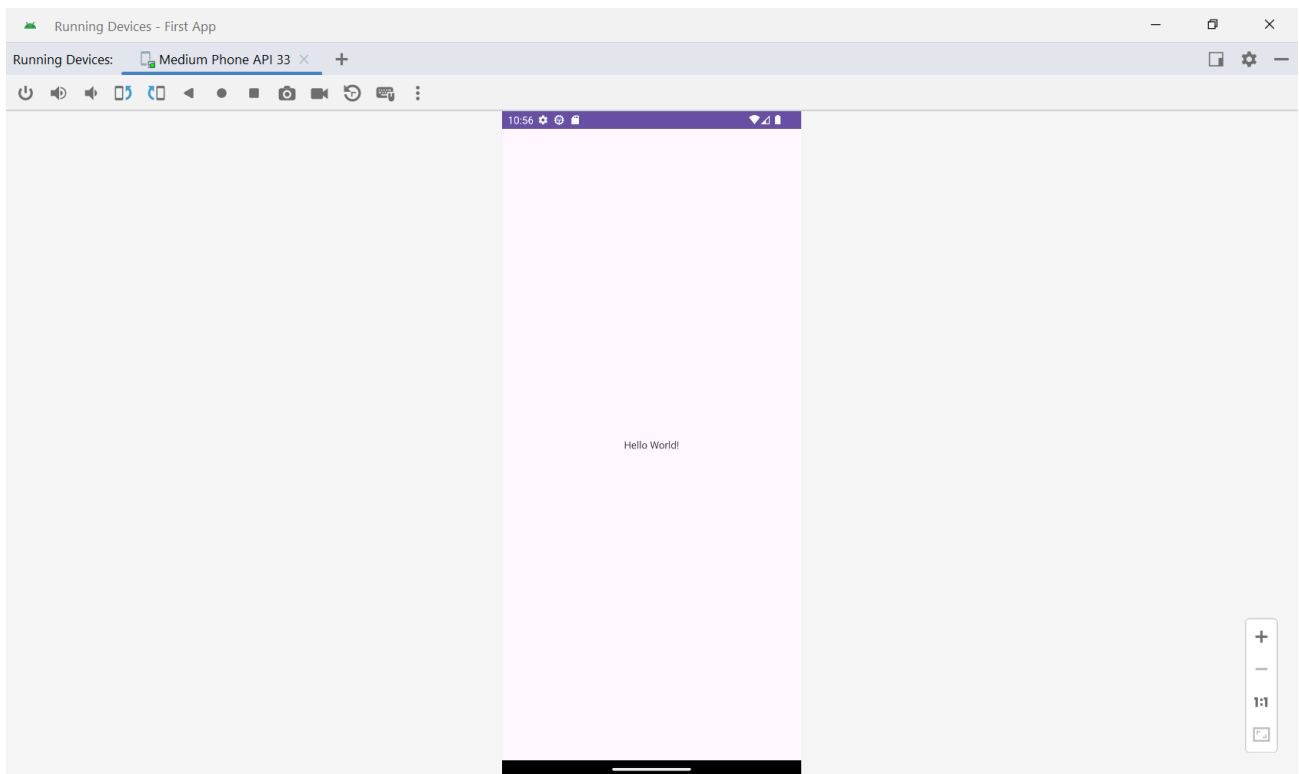 Running Devices - First App
Running Devices: Medium Phone API 33
10:56
Hello World!
1:1